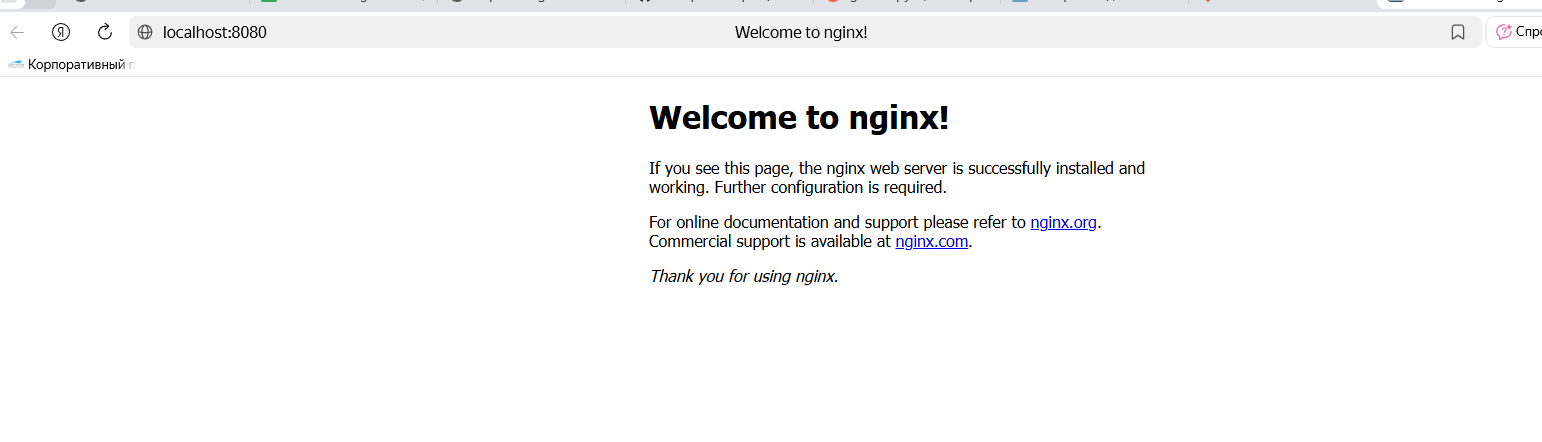 localhost:8080
Welcome to nginx!
Корпоративный
Welcome to nginx!
If you see this page, the nginx web server is successfully installed and
working. Further configuration is required.
For online documentation and support please refer to nginx.org.
Commercial support is available at nginx.com.
Thank you for using nginx.